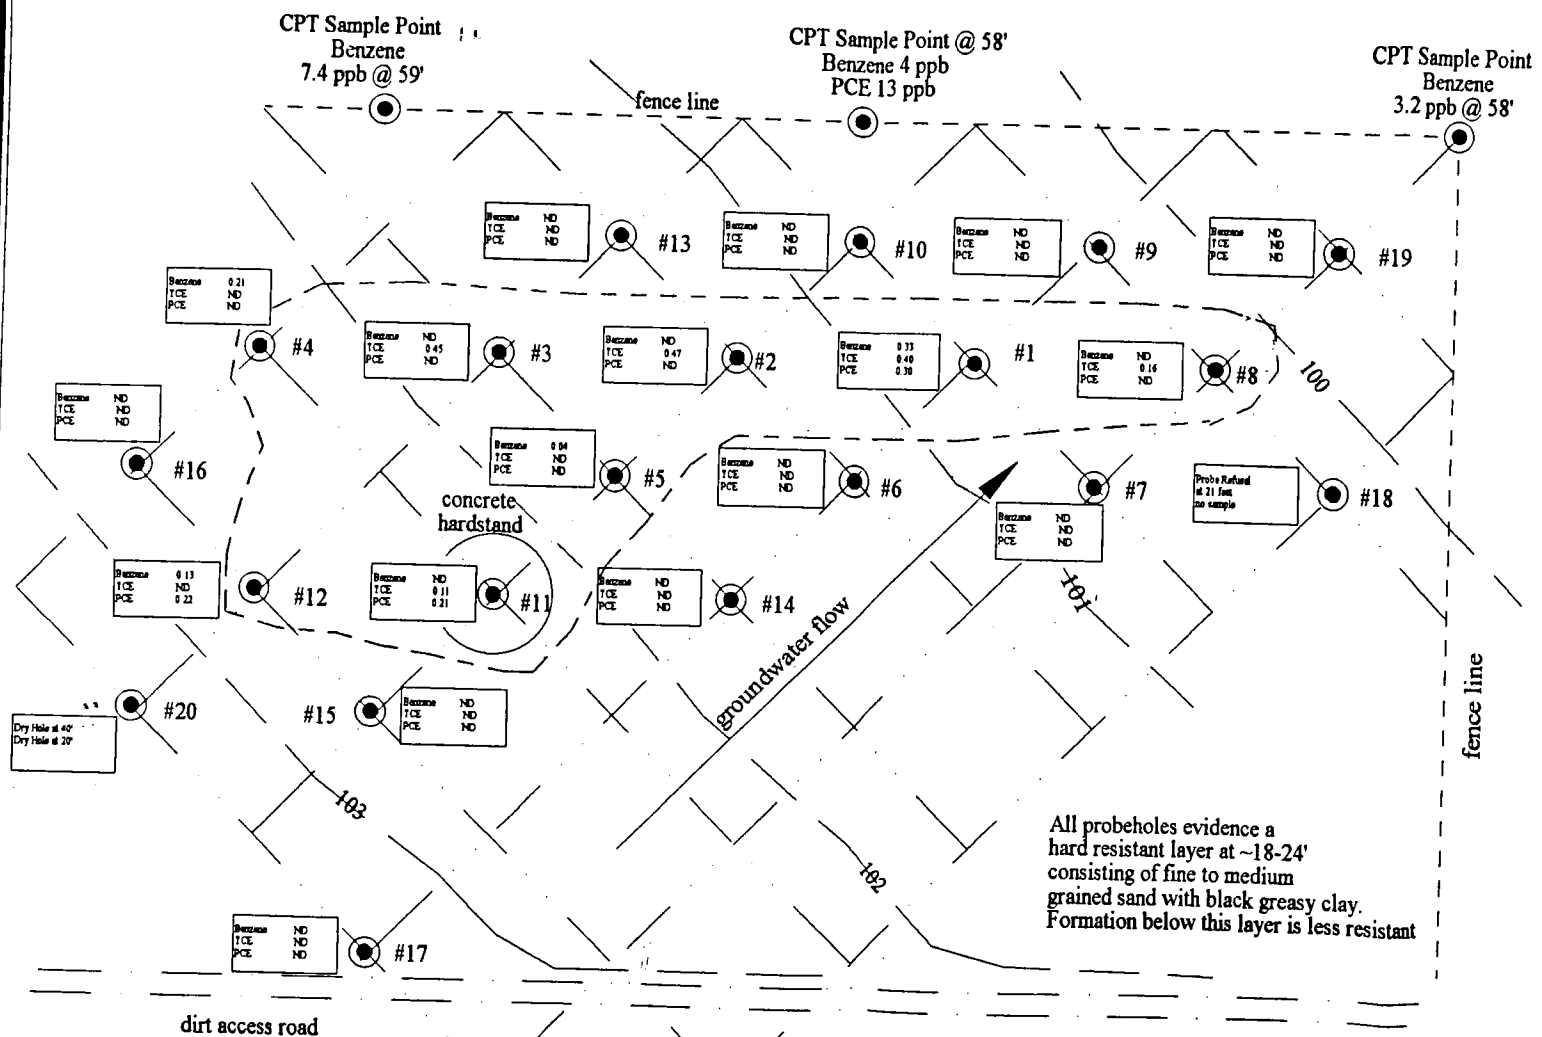 CPT Sample Point
Benzene
7.4 ppb @ 59'
CPT Sample Point @ 58'
Benzene 4 ppb
PCE 13 ppb
CPT Sample Point
Benzene
3.2 ppb @ 58'
fence line
Benzene ND
TCE ND
PCE ND
#13
Benzene ND
TCE ND
PCE ND
#10
Benzene ND
TCE ND
PCE ND
#9
Benzene ND
TCE ND
PCE ND
#19
Benzene 0.21
TCE ND
PCE ND
#4
Benzene ND
TCE 0.45
PCE ND
#3
Benzene ND
TCE 0.47
PCE ND
#2
Benzene 0.33
TCE 0.40
PCE 0.30
#1
Benzene ND
TCE 0.16
PCE ND
#8
100
Benzene ND
TCE ND
PCE ND
#16
Benzene 0.04
TCE ND
PCE ND
#5
Benzene ND
TCE ND
PCE ND
#6
Benzene ND
TCE ND
PCE ND
#7
Probe Refusal
at 21 feet
no sample
#18
concrete
hardstand
Benzene 0.13
TCE ND
PCE 0.22
#12
Benzene ND
TCE 0.11
PCE 0.21
#11
Benzene ND
TCE ND
PCE ND
#14
101'
groundwater flow
fence line
#20
Dry Hole at 40'
Dry Hole at 20'
#15
Benzene ND
TCE ND
PCE ND
103
102
All probeholes evidence a
hard resistant layer at ~18-24'
consisting of fine to medium
grained sand with black greasy clay.
Formation below this layer is less resistant
Benzene ND
TCE ND
PCE ND
#17
dirt access road